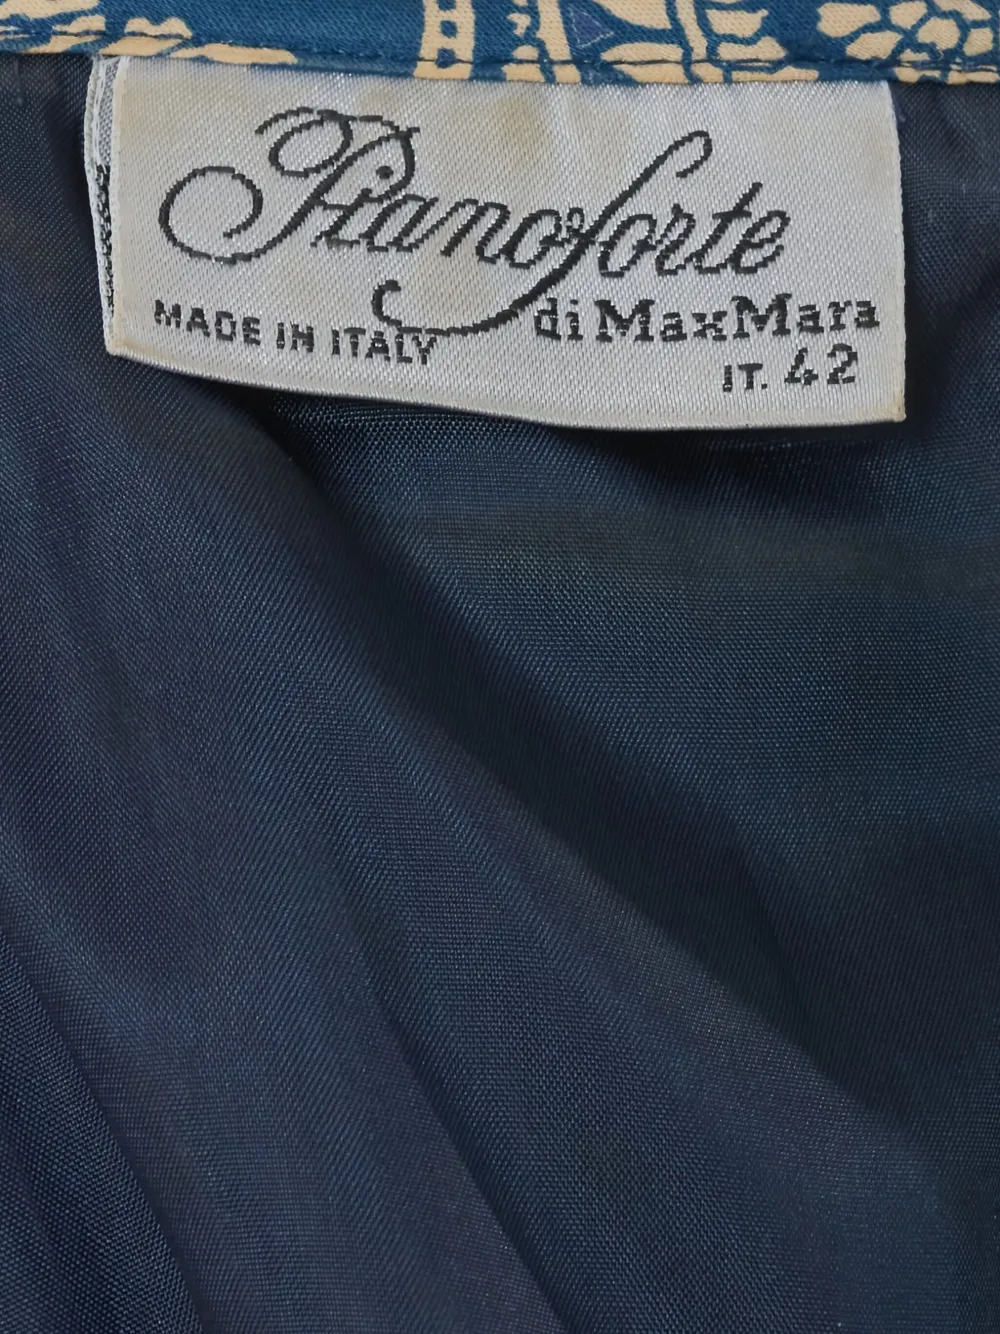 Pianoforte
di MaxMara
MADE IN ITALY
IT. 42